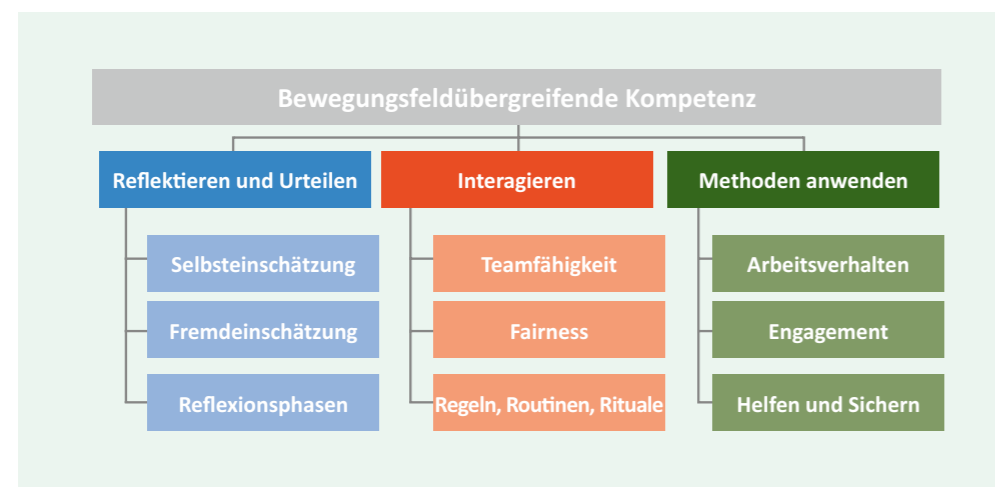 Bewegungsfeldübergreifende Kompetenz
Reflektieren und Urteilen
Interagieren
Methoden anwenden
Selbsteinschätzung
Teamfähigkeit
Arbeitsverhalten
Fremdeinschätzung
Fairness
Engagement
Reflexionsphasen
Regeln, Routinen, Rituale
Helfen und Sichern